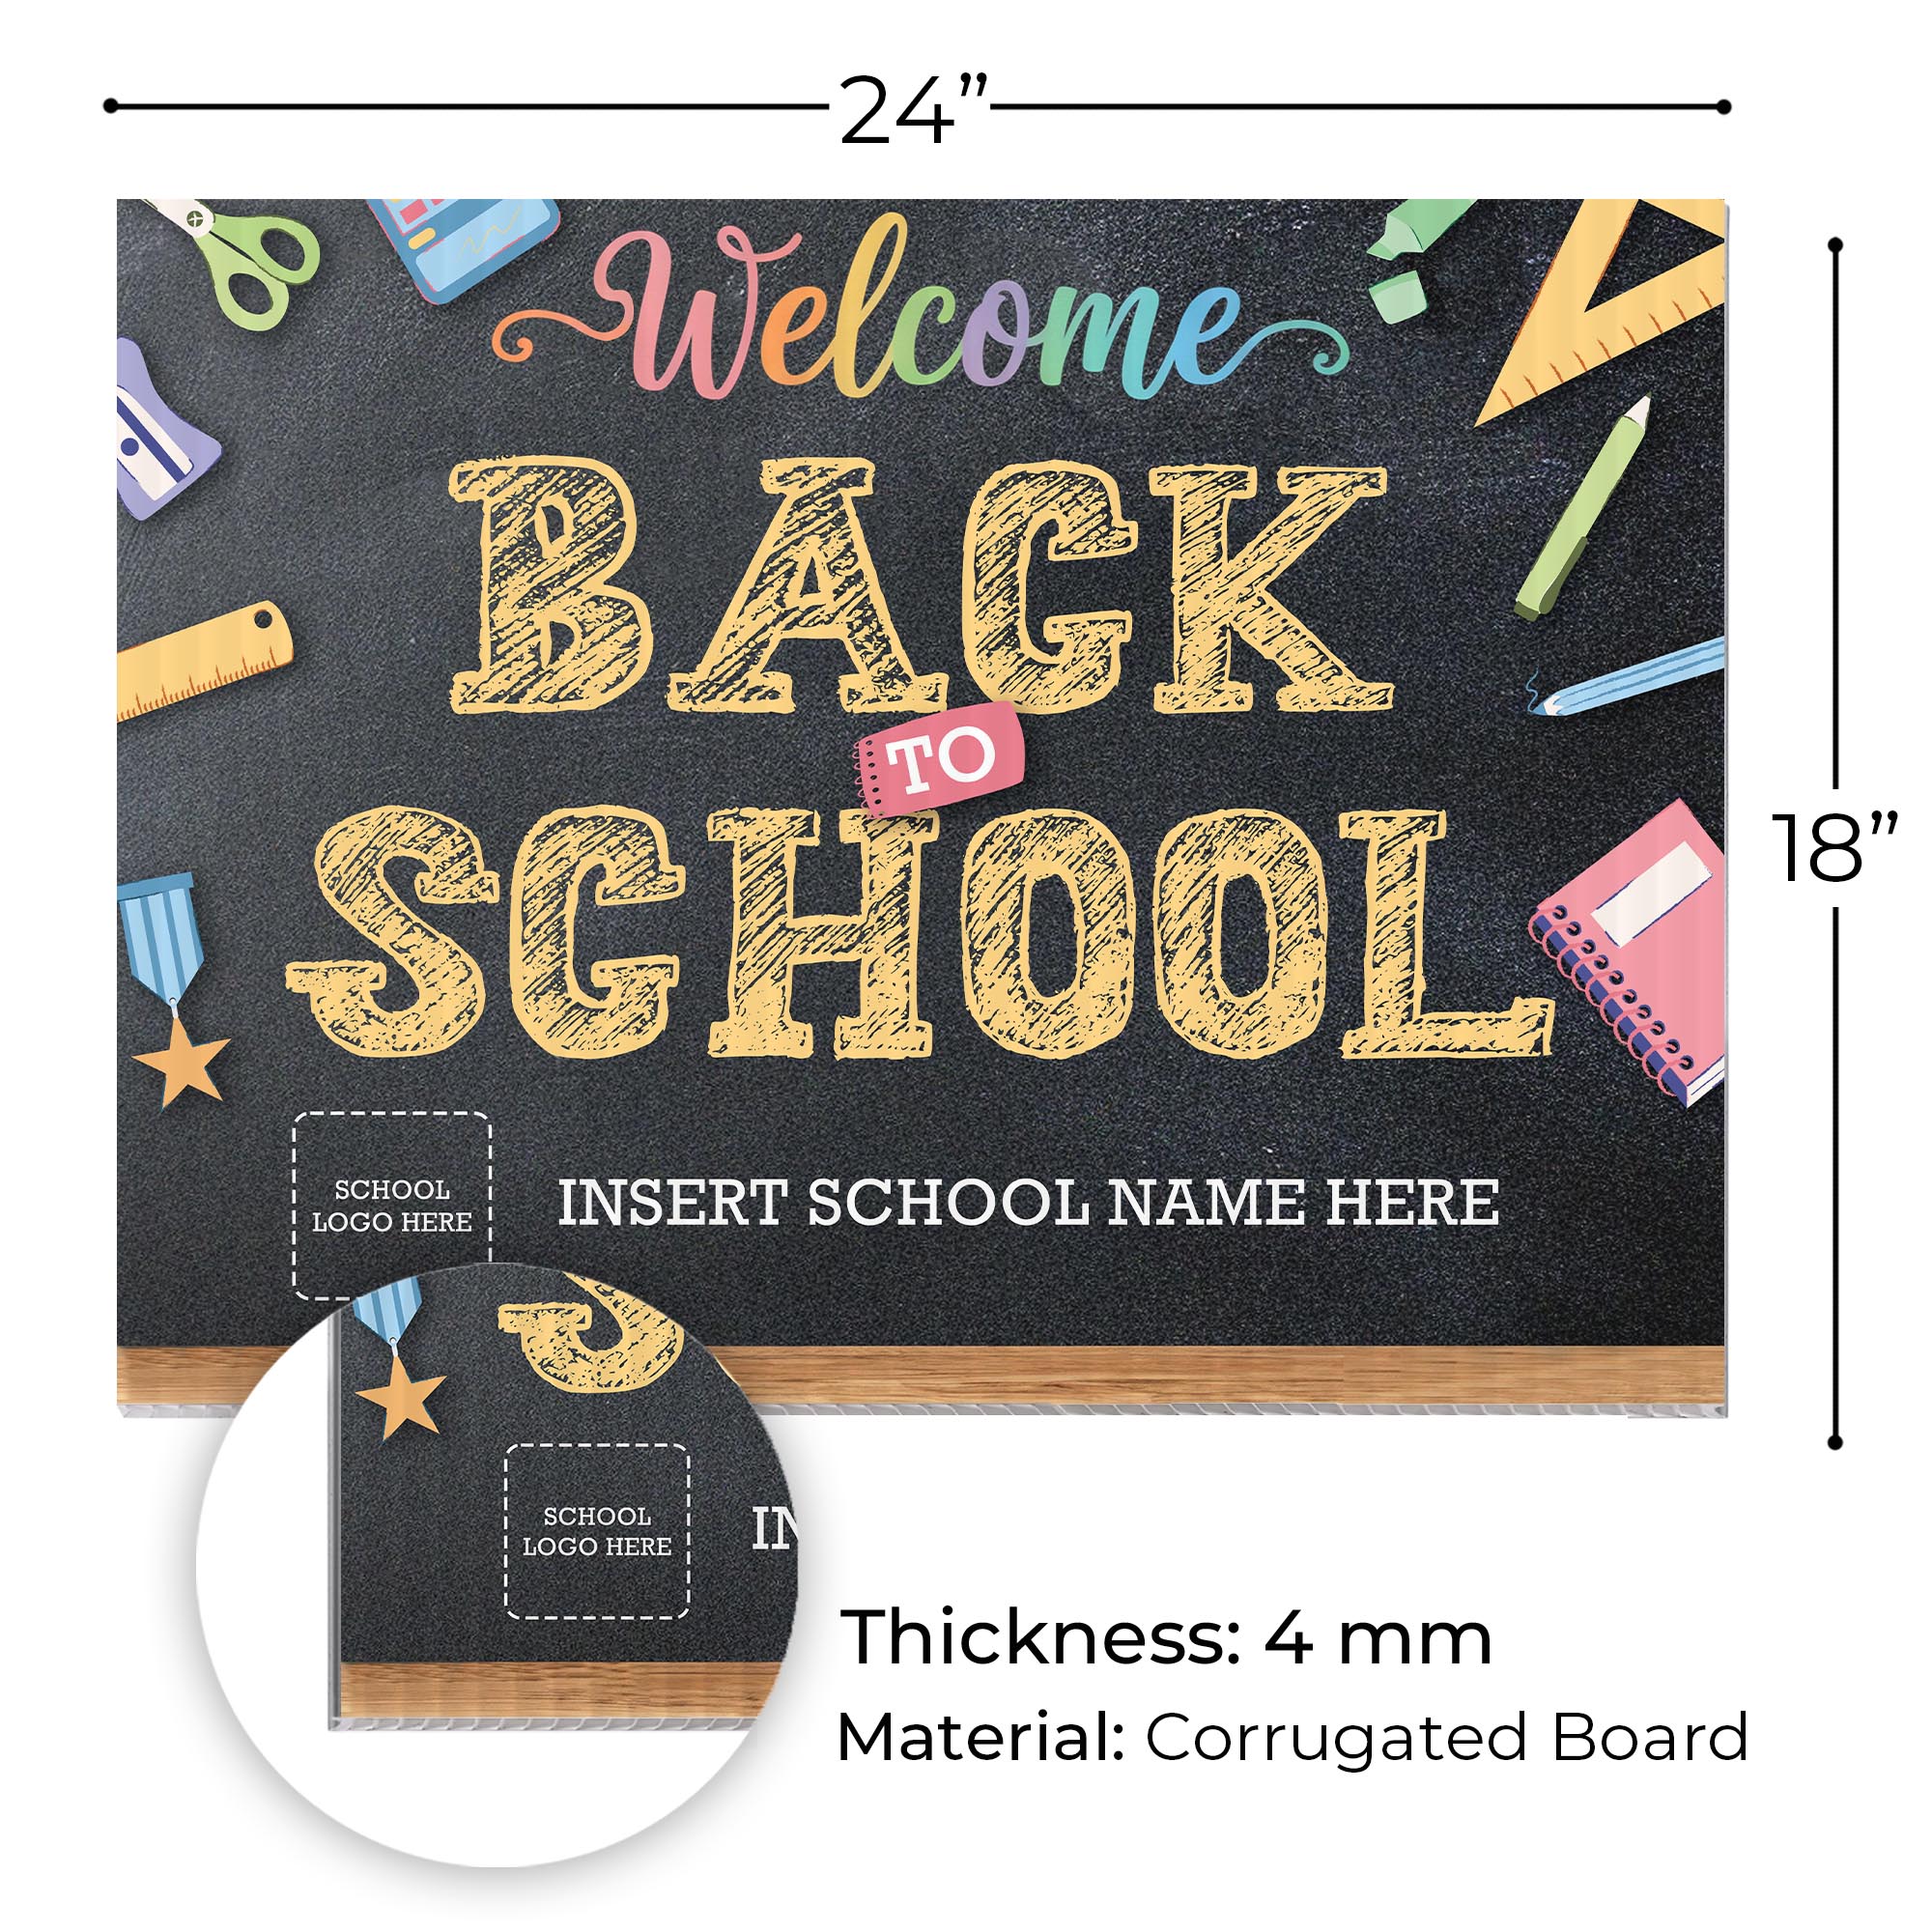 24”
Welcome
BACK
TO
SCHOOL
18”
SCHOOL
LOGO HERE
INSERT SCHOOL NAME HERE
S
SCHOOL
LOGO HERE
IN
Thickness: 4 mm
Material: Corrugated Board